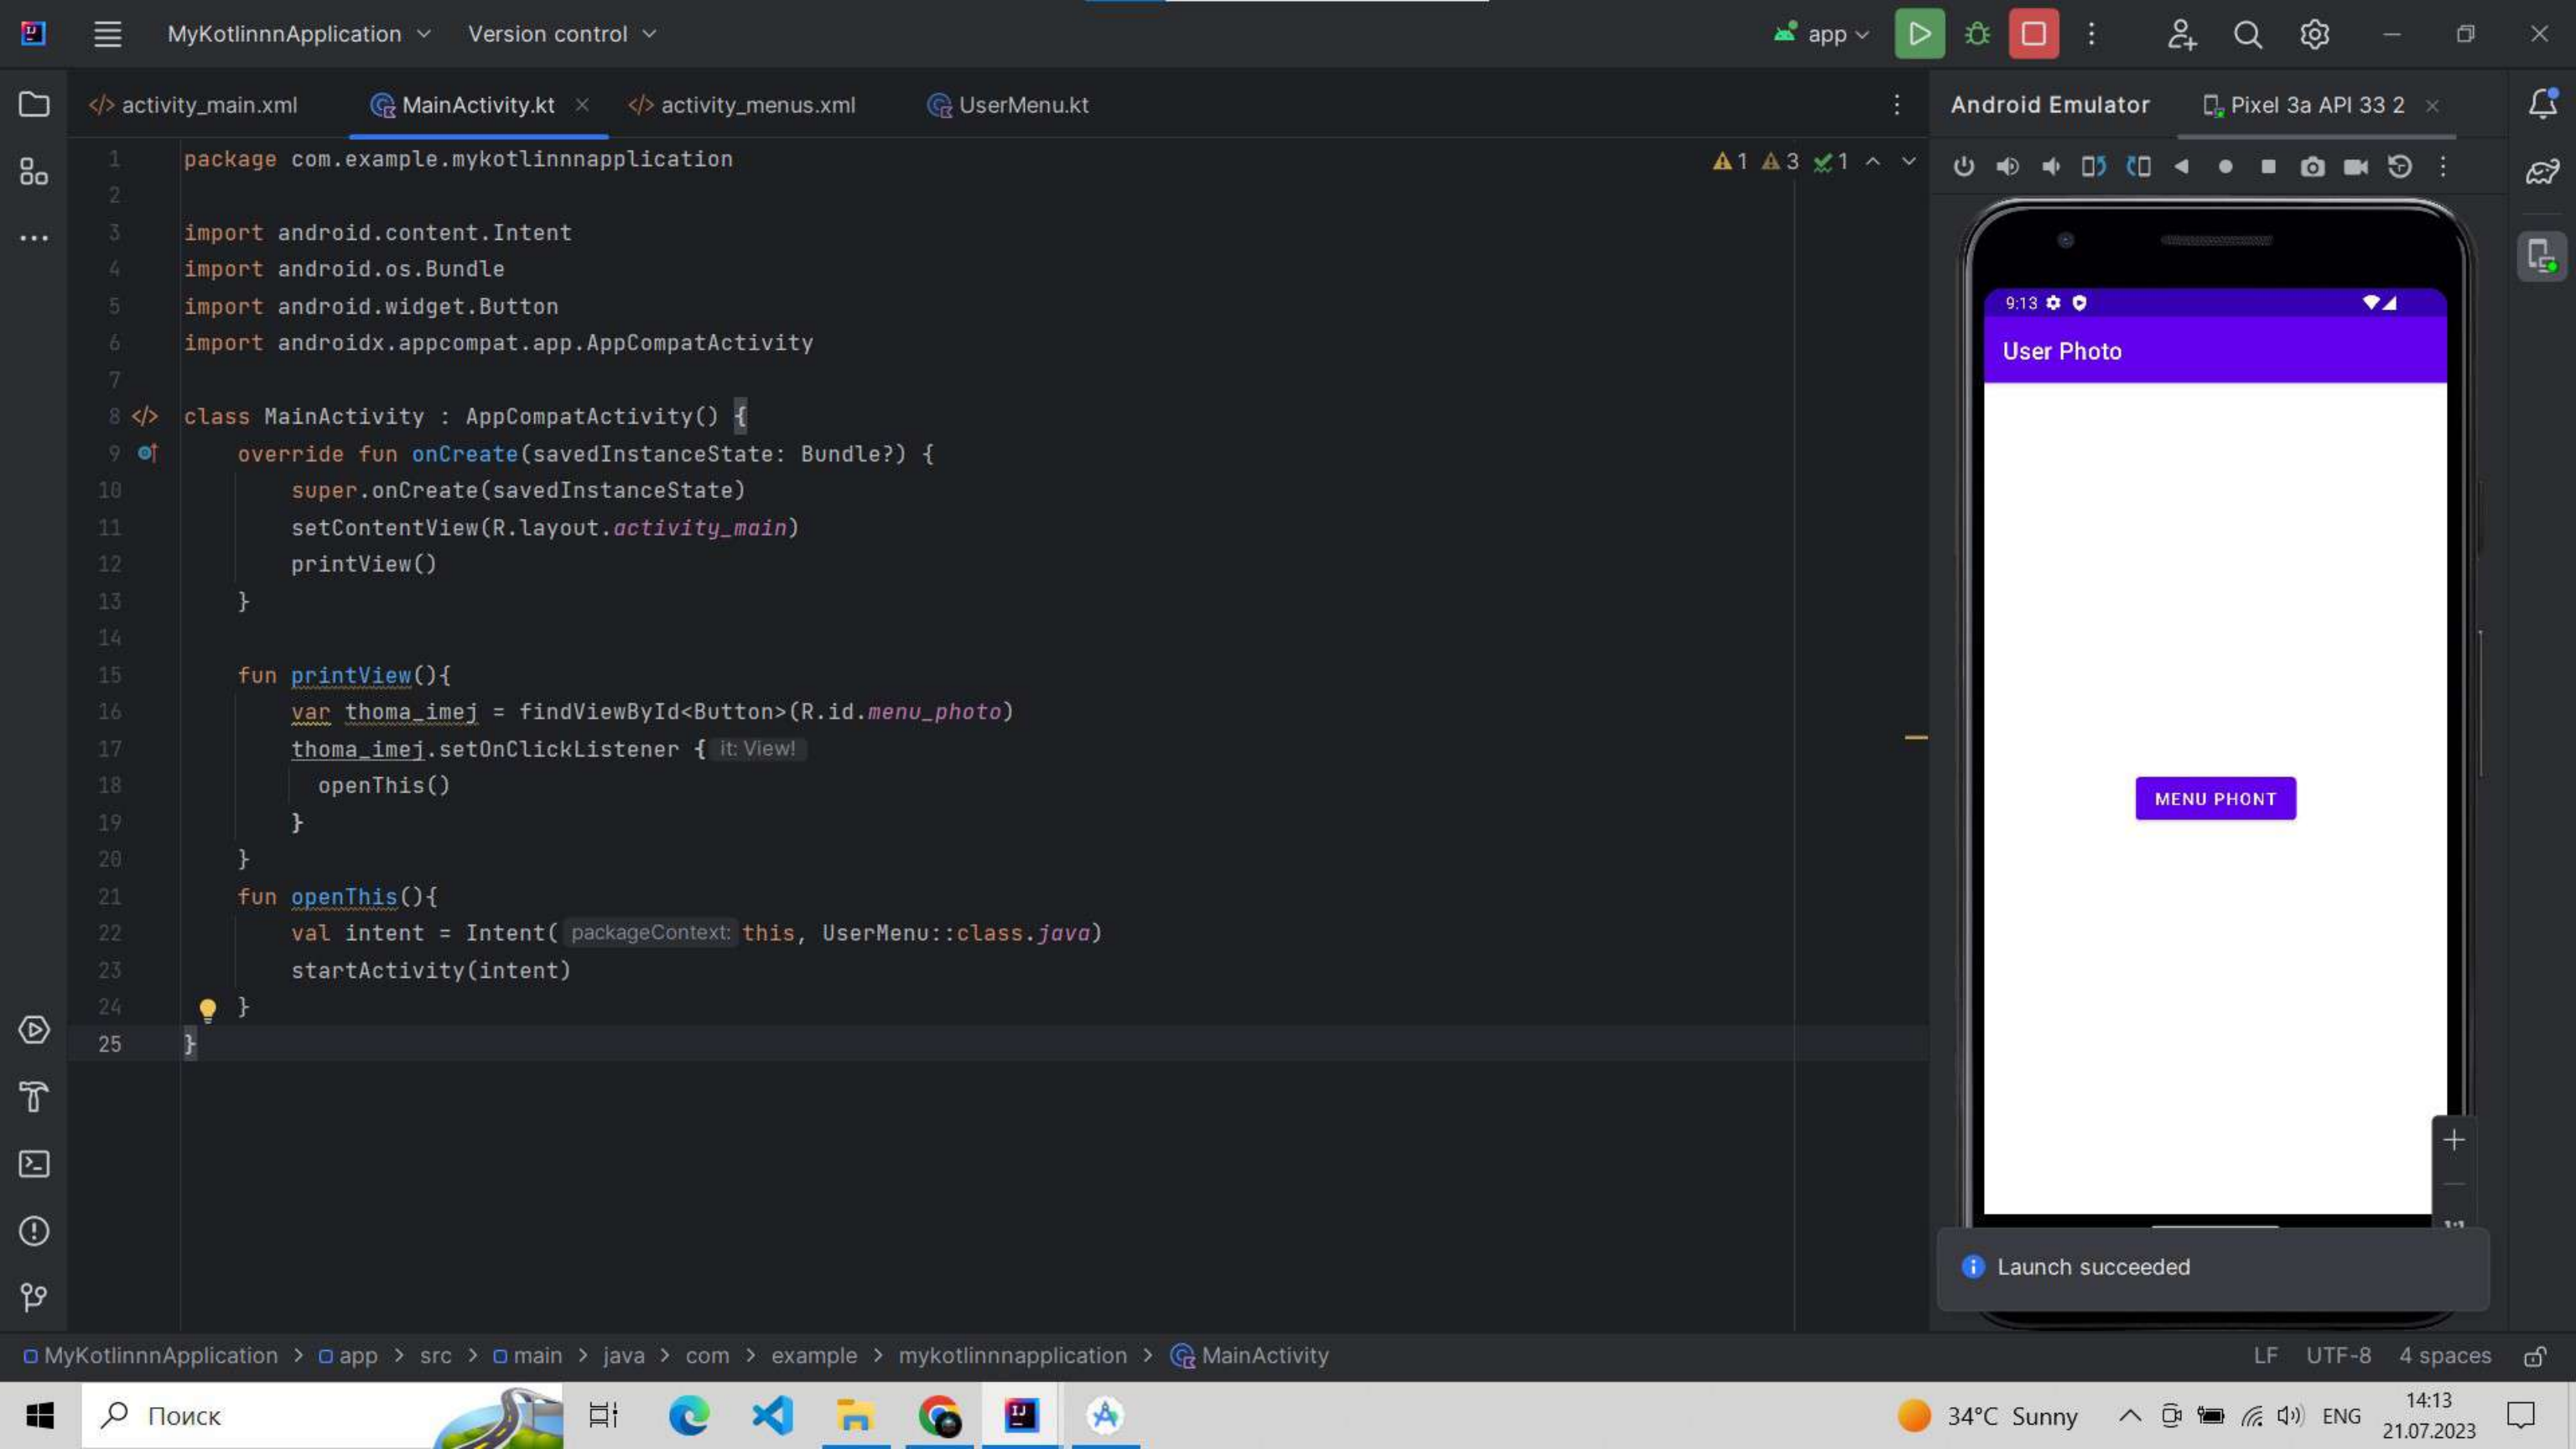 MyKotlinnnApplication Version control app
activity_main.xml MainActivity.kt activity_menus.xml UserMenu.kt Android Emulator Pixel 3a API 33 2
1 package com.example.mykotlinnnapplication 1 3 1
2
3 import android.content.Intent
4 import android.os.Bundle
5 import android.widget.Button
6 import androidx.appcompat.app.AppCompatActivity
7
8 class MainActivity : AppCompatActivity() {
9 override fun onCreate(savedInstanceState: Bundle?) {
10 super.onCreate(savedInstanceState)
11 setContentView(R.layout.activity_main)
12 printView()
13 }
14
15 fun printView(){
16 var thoma_imej = findViewById<Button>(R.id.menu_photo)
17 thoma_imej.setOnClickListener { it: View!
18 openThis()
19 }
20 }
21 fun openThis(){
22 val intent = Intent( packageContext: this, UserMenu::class.java)
23 startActivity(intent)
24 }
25 }
9:13
User Photo
MENU PHONT
1:1
Launch succeeded
MyKotlinnnApplication > app > src > main > java > com > example > mykotlinnnapplication > MainActivity LF UTF-8 4 spaces
Поиск 34°C Sunny ENG 14:13
21.07.2023